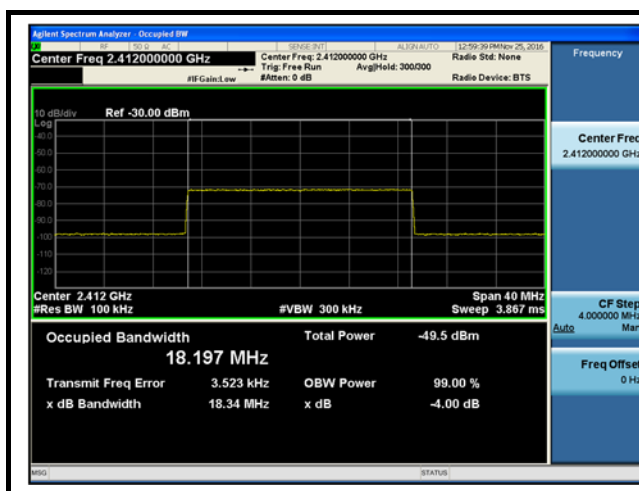 Agilent Spectrum Analyzer - Occupied BW
RF 50 Ω AC SENSE:INT ALIGN AUTO 12:59:39 PM Nov 25, 2016
Center Freq 2.412000000 GHz
Center Freq: 2.412000000 GHz
Radio Std: None
Trig: Free Run Avg|Hold: 300/300
#IFGain:Low
#Atten: 0 dB
Radio Device: BTS
10 dB/div Ref -30.00 dBm
Log
-40.0
-50.0
-60.0
-70.0
-80.0
-90.0
-100
-110
-120
Center 2.412 GHz
Span 40 MHz
#Res BW 100 kHz
#VBW 300 kHz
Sweep 3.867 ms
Occupied Bandwidth
18.197 MHz
Total Power -49.5 dBm
Transmit Freq Error 3.523 kHz
OBW Power 99.00 %
x dB Bandwidth 18.34 MHz
x dB -4.00 dB
MSG
STATUS
Frequency
Center Freq
2.412000000 GHz
CF Step
4.000000 MHz
Auto Man
Freq Offset
0 Hz